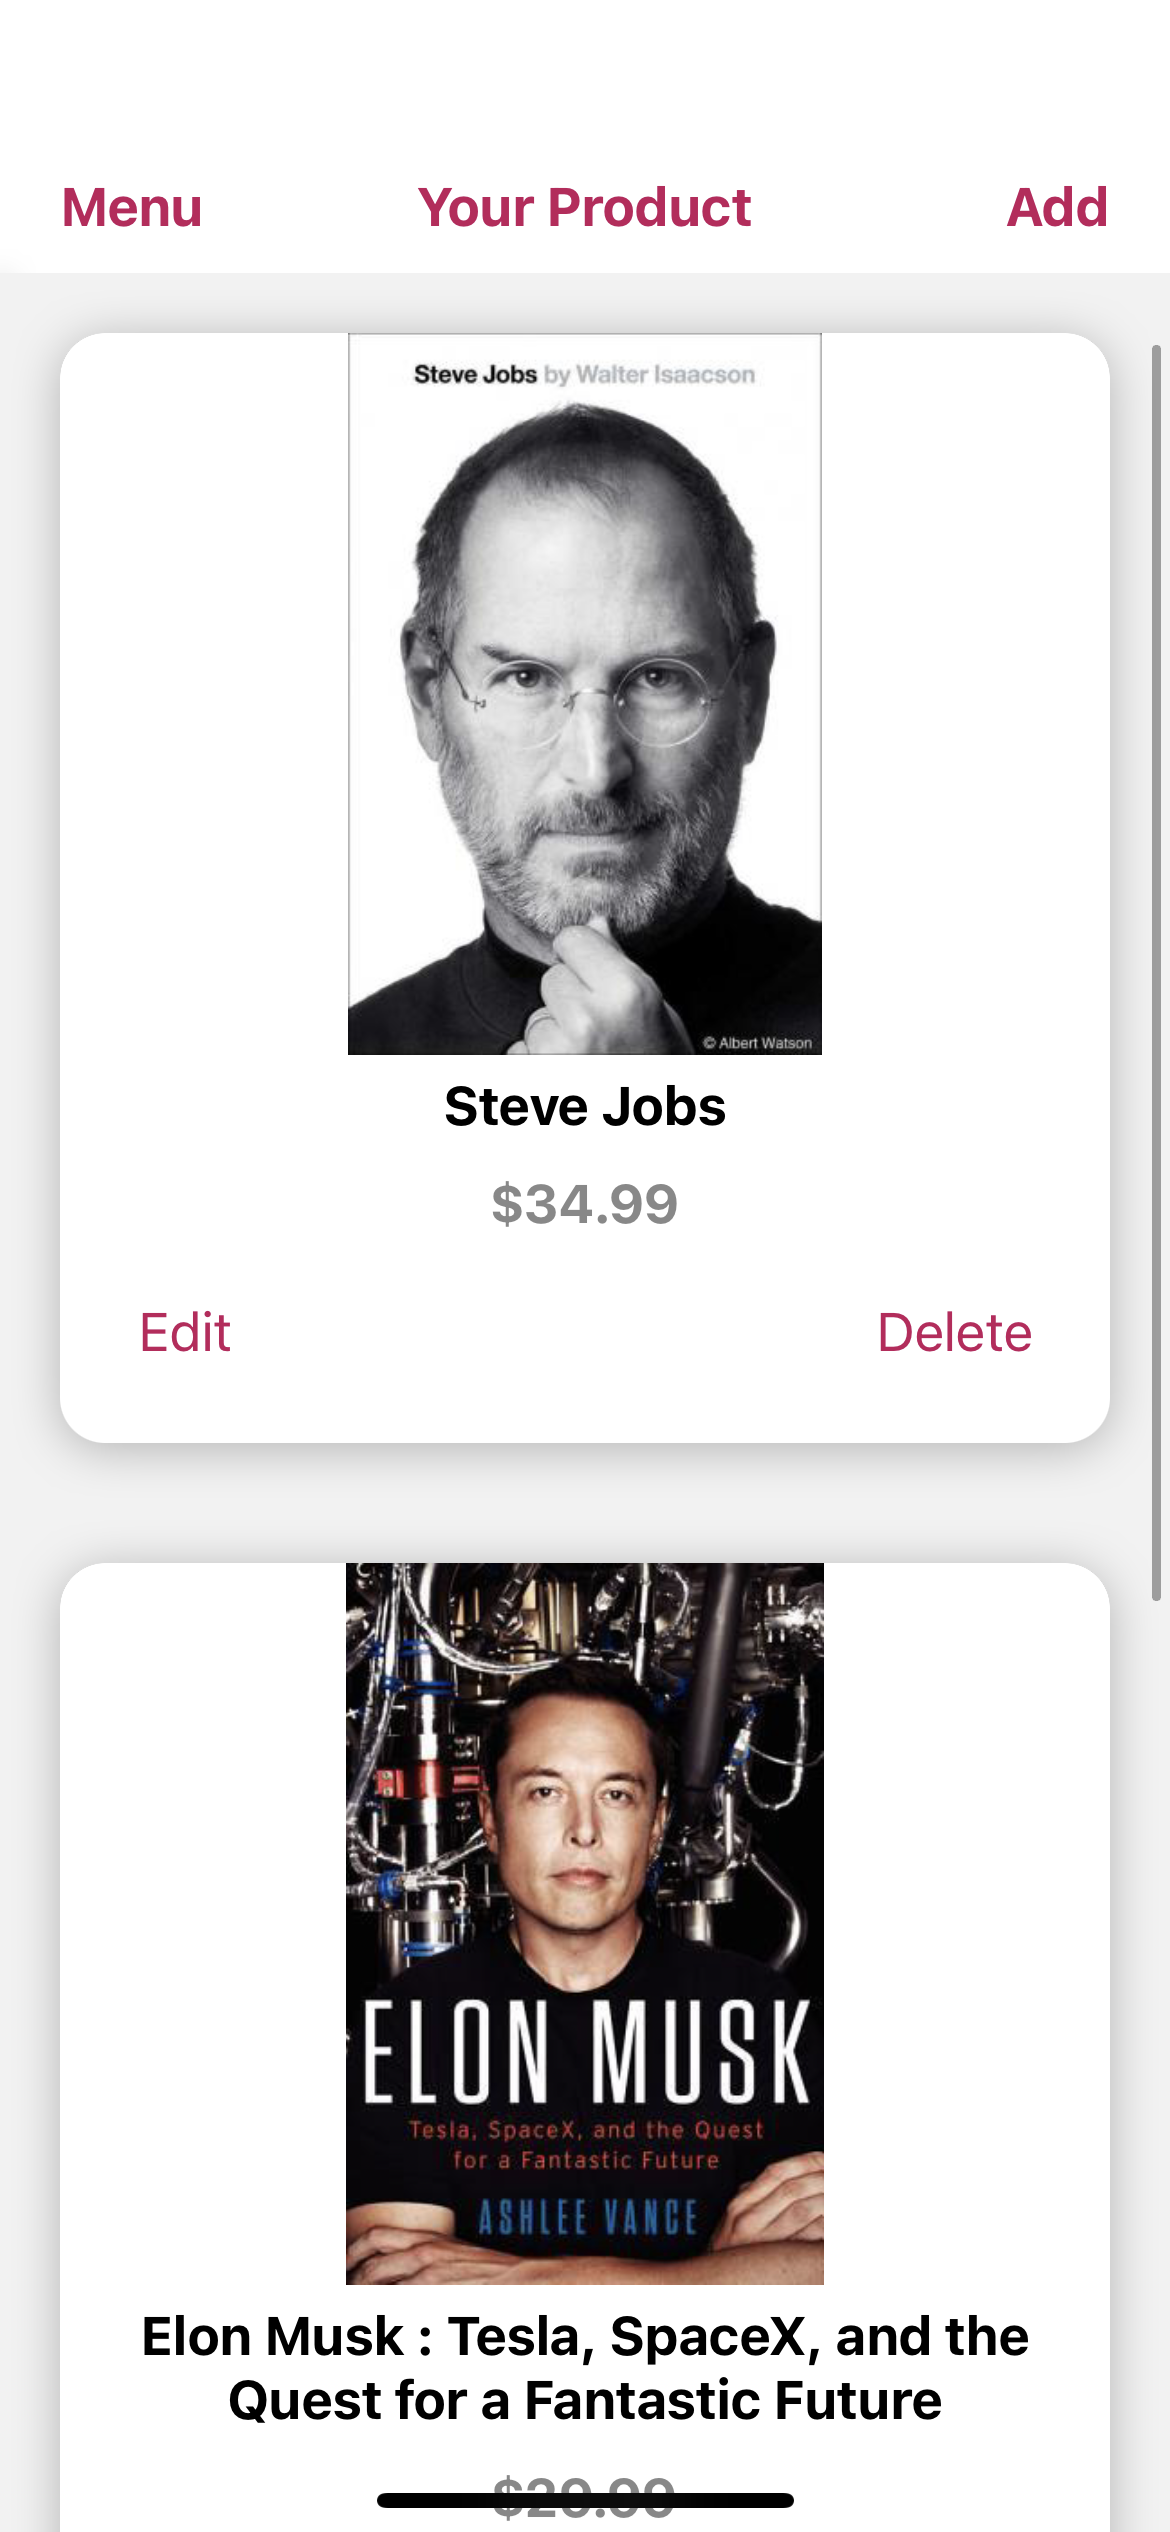 Menu
Your Product
Add
Steve Jobs by Walter Isaacson
© Albert Watson
Steve Jobs
$34.99
Edit
Delete
ELON MUSK
Tesla, SpaceX, and the Quest
for a Fantastic Future
ASHLEE VANCE
Elon Musk : Tesla, SpaceX, and the
Quest for a Fantastic Future